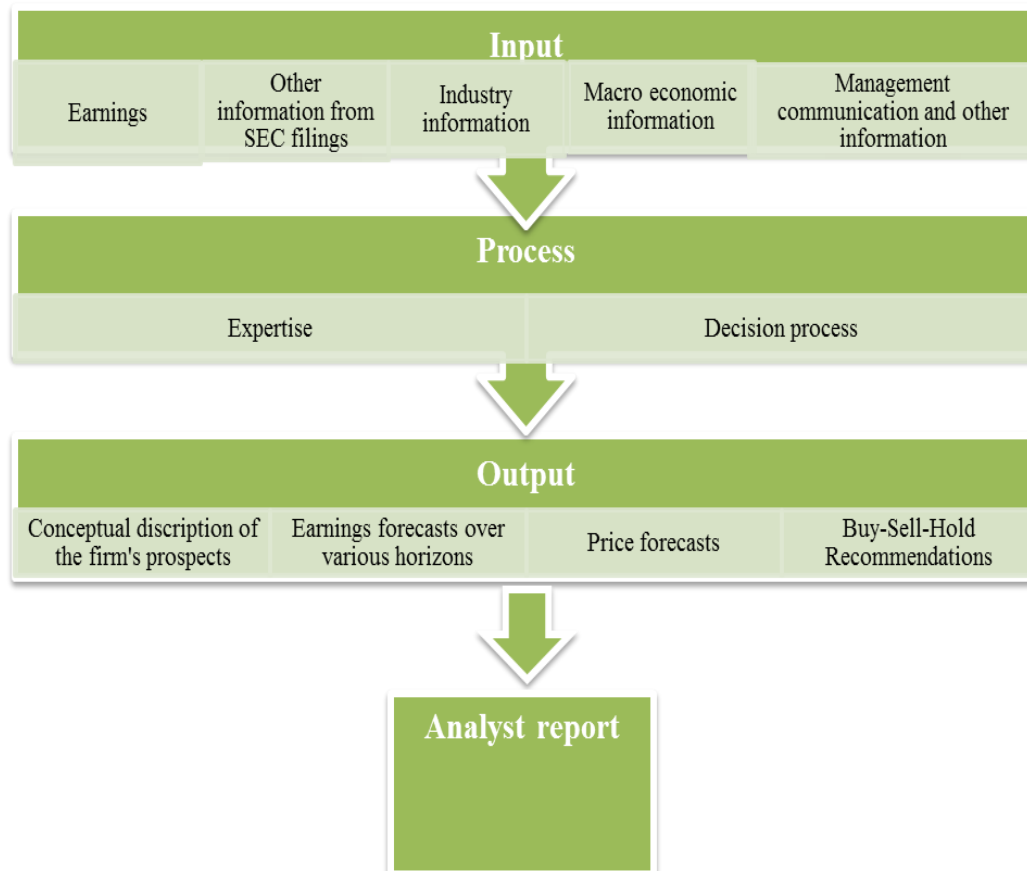 Input
Earnings
Other
information from
SEC filings
Industry
information
Macro economic
information
Management
communication and other
information
Process
Expertise
Decision process
Output
Conceptual discription of
the firm's prospects
Earnings forecasts over
various horizons
Price forecasts
Buy-Sell-Hold
Recommendations
Analyst report